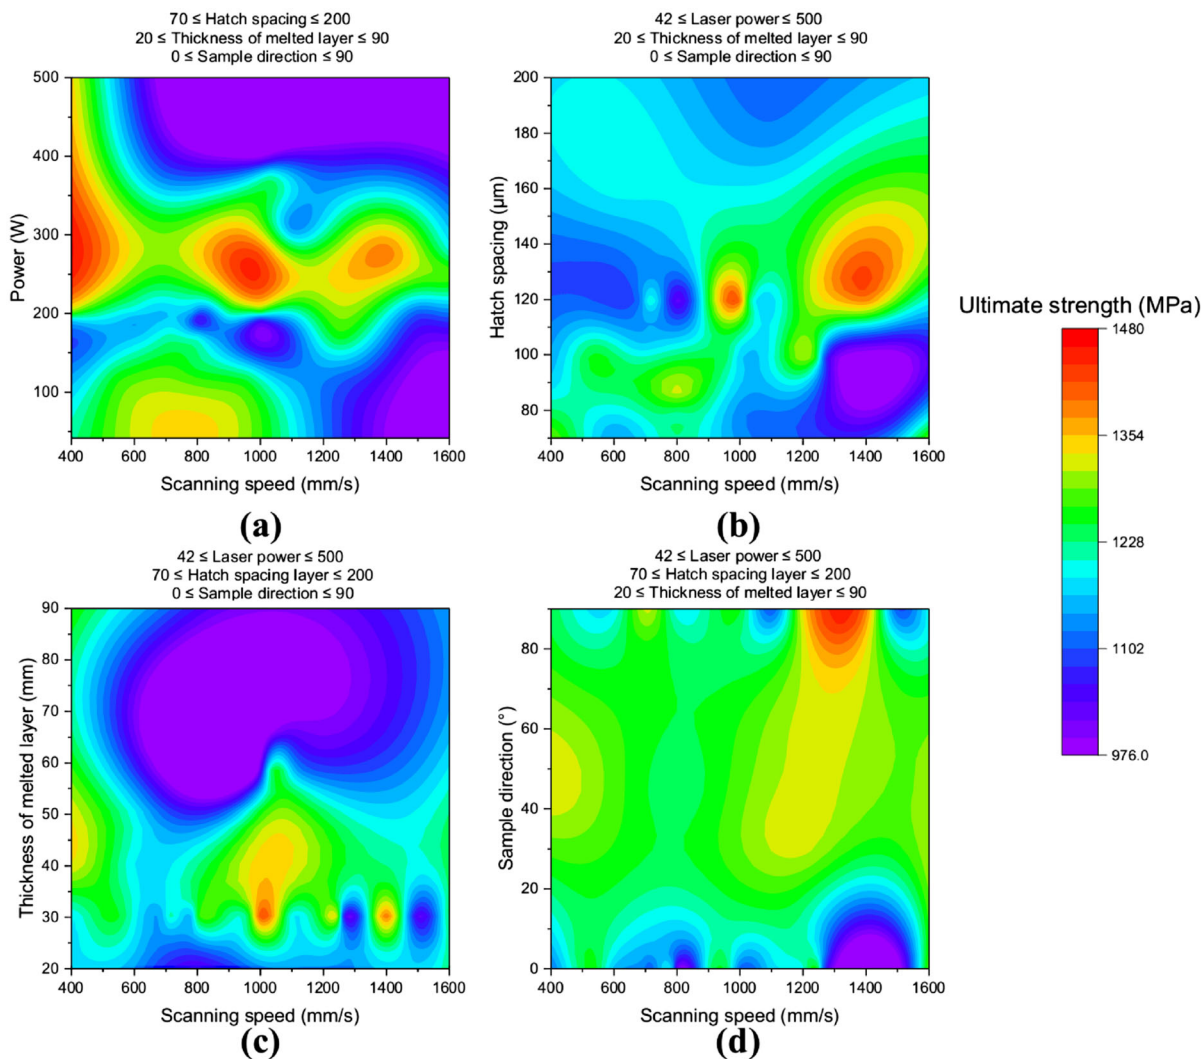 70 ≤ Hatch spacing ≤ 200
20 ≤ Thickness of melted layer ≤ 90
0 ≤ Sample direction ≤ 90
500
400
300
200
100
Power (W)
400 600 800 1000 1200 1400 1600
Scanning speed (mm/s)
(a)
42 ≤ Laser power ≤ 500
20 ≤ Thickness of melted layer ≤ 90
0 ≤ Sample direction ≤ 90
200
180
160
140
120
100
80
Hatch spacing (µm)
400 600 800 1000 1200 1400 1600
Scanning speed (mm/s)
(b)
Ultimate strength (MPa)
1480
1354
1228
1102
976.0
42 ≤ Laser power ≤ 500
70 ≤ Hatch spacing layer ≤ 200
0 ≤ Sample direction ≤ 90
90
80
70
60
50
40
30
20
Thickness of melted layer (mm)
400 600 800 1000 1200 1400 1600
Scanning speed (mm/s)
(c)
42 ≤ Laser power ≤ 500
70 ≤ Hatch spacing layer ≤ 200
20 ≤ Thickness of melted layer ≤ 90
80
60
40
20
0
Sample direction (°)
400 600 800 1000 1200 1400 1600
Scanning speed (mm/s)
(d)